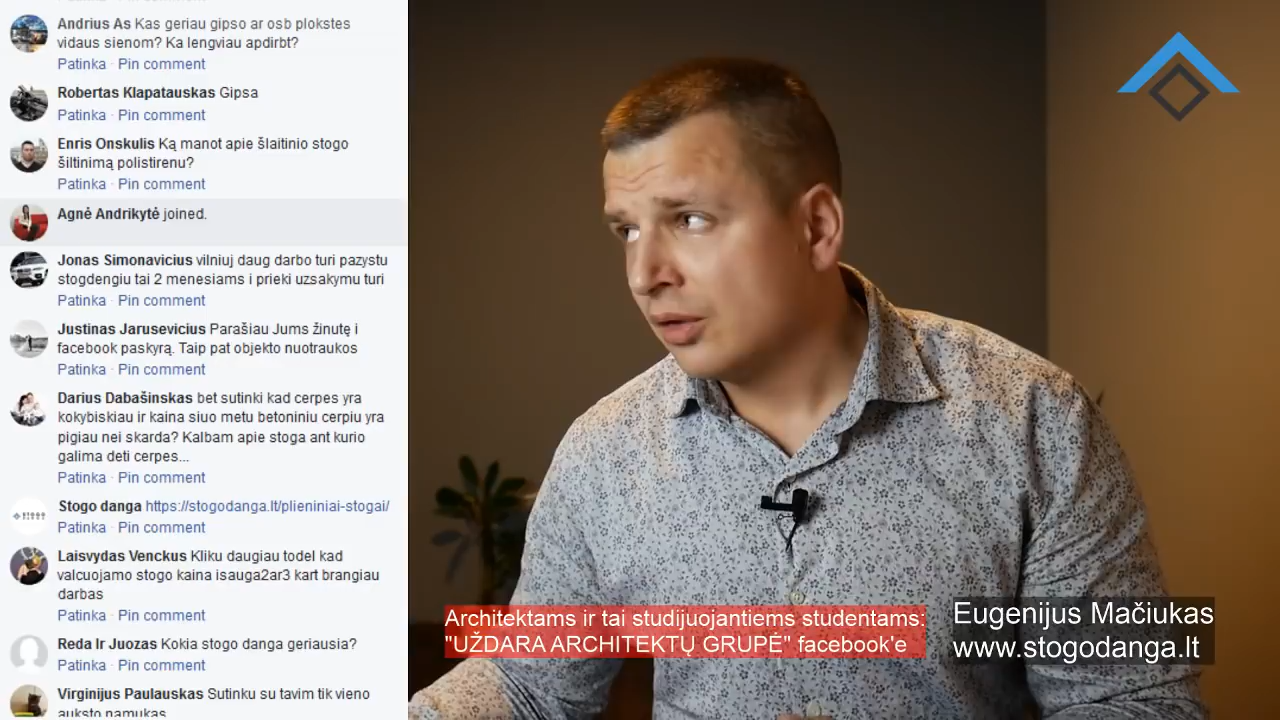 Andrius As Kas geriau gipso ar osb plokstes
vidaus sienom? Ka lengviau apdirbt?
Patinka · Pin comment
Robertas Klapatauskas Gipsa
Patinka · Pin comment
Enris Onskulis Ką manot apie šlaitinio stogo
šiltinimą polistirenu?
Patinka · Pin comment
Agnė Andrikytė joined.
Jonas Simonavicius vilniuj daug darbo turi pazystu
stogdengiu tai 2 menesiams i prieki uzsakymu turi
Patinka · Pin comment
Justinas Jarusevicius Parašiau Jums žinutę i
facebook paskyrą. Taip pat objekto nuotraukos
Patinka · Pin comment
Darius Dabašinskas bet sutinki kad cerpes yra
kokybiskiau ir kaina siuo metu betoniniu cerpiu yra
pigiau nei skarda? Kalbam apie stoga ant kurio
galima deti cerpes...
Patinka · Pin comment
Stogo danga https://stogodanga.lt/plieniniai-stogai/
Patinka · Pin comment
Laisvydas Venckus Kliku daugiau todel kad
valcuojamo stogo kaina isauga2ar3 kart brangiau
darbas
Patinka · Pin comment
Reda Ir Juozas Kokia stogo danga geriausia?
Patinka · Pin comment
Virginijus Paulauskas Sutinku su tavim tik vieno
auksto namukas
Architektams ir tai studijuojantiems studentams:
"UŽDARA ARCHITEKTŲ GRUPĖ" facebook'e
Eugenijus Mačiukas
www.stogodanga.lt